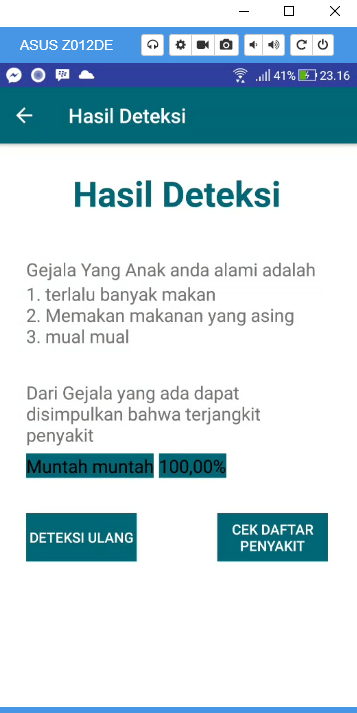 ASUS Z012DE
41% 23.16
Hasil Deteksi
Hasil Deteksi
Gejala Yang Anak anda alami adalah
1. terlalu banyak makan
2. Memakan makanan yang asing
3. mual mual
Dari Gejala yang ada dapat
disimpulkan bahwa terjangkit
penyakit
Muntah muntah 100,00%
DETEKSI ULANG
CEK DAFTAR
PENYAKIT